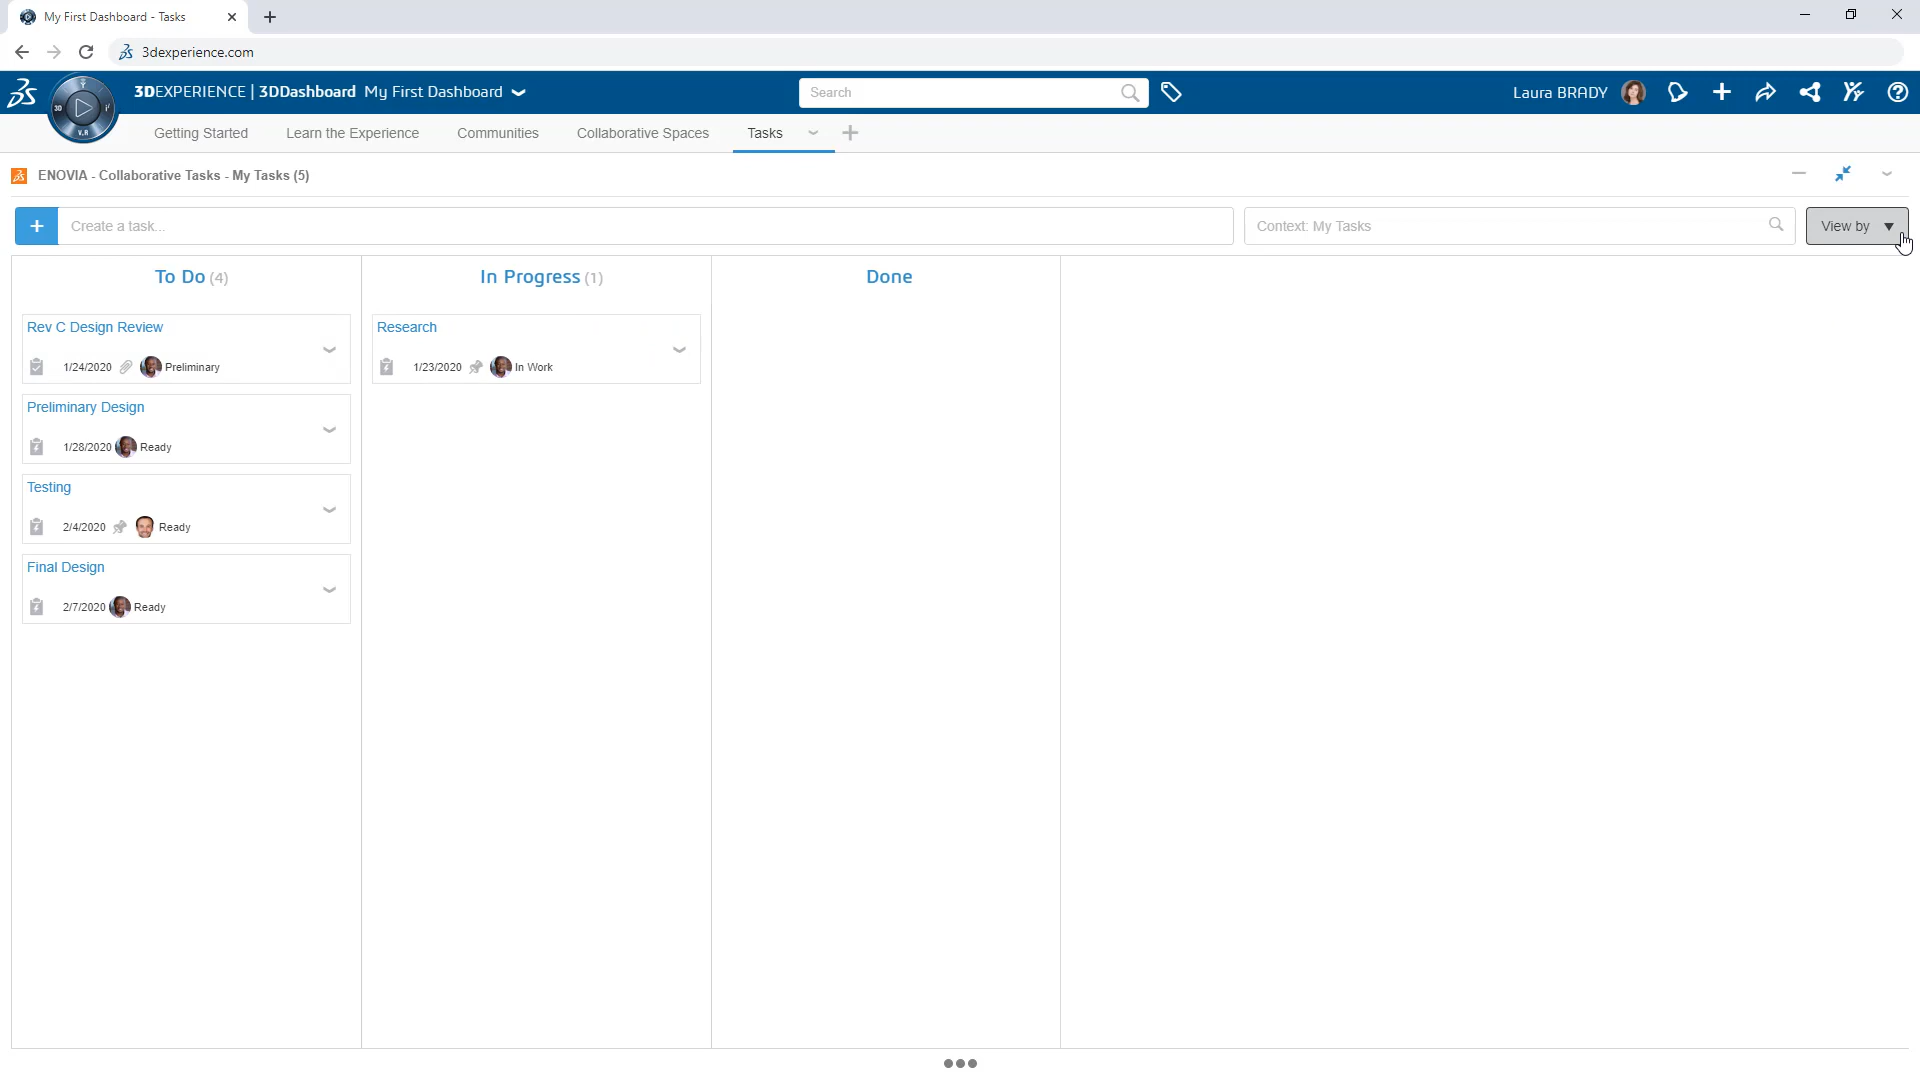 My First Dashboard - Tasks
3dexperience.com
3DEXPERIENCE | 3DDashboard My First Dashboard
Search
Laura BRADY
3D
V.R
Getting Started
Learn the Experience
Communities
Collaborative Spaces
Tasks
ENOVIA - Collaborative Tasks - My Tasks (5)
Create a task...
Context: My Tasks
View by
To Do (4)
In Progress (1)
Done
Rev C Design Review
1/24/2020 Preliminary
Preliminary Design
1/28/2020 Ready
Testing
2/4/2020 Ready
Final Design
2/7/2020 Ready
Research
1/23/2020 In Work